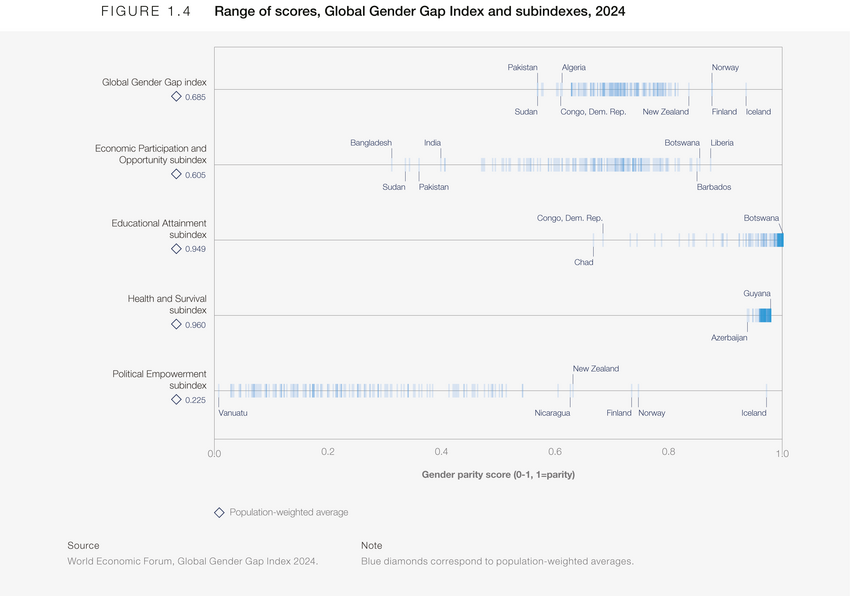 FIGURE 1.4 Range of scores, Global Gender Gap Index and subindexes, 2024
Pakistan Algeria Norway
Global Gender Gap index
0.685
Sudan Congo, Dem. Rep. New Zealand Finland Iceland
Bangladesh India Botswana Liberia
Economic Participation and
Opportunity subindex
0.605
Sudan Pakistan Barbados
Congo, Dem. Rep. Botswana
Educational Attainment
subindex
0.949
Chad
Guyana
Health and Survival
subindex
0.960
Azerbaijan
New Zealand
Political Empowerment
subindex
0.225
Vanuatu Nicaragua Finland Norway Iceland
0.0 0.2 0.4 0.6 0.8 1.0
Gender parity score (0-1, 1=parity)
Population-weighted average
Source
World Economic Forum, Global Gender Gap Index 2024.
Note
Blue diamonds correspond to population-weighted averages.